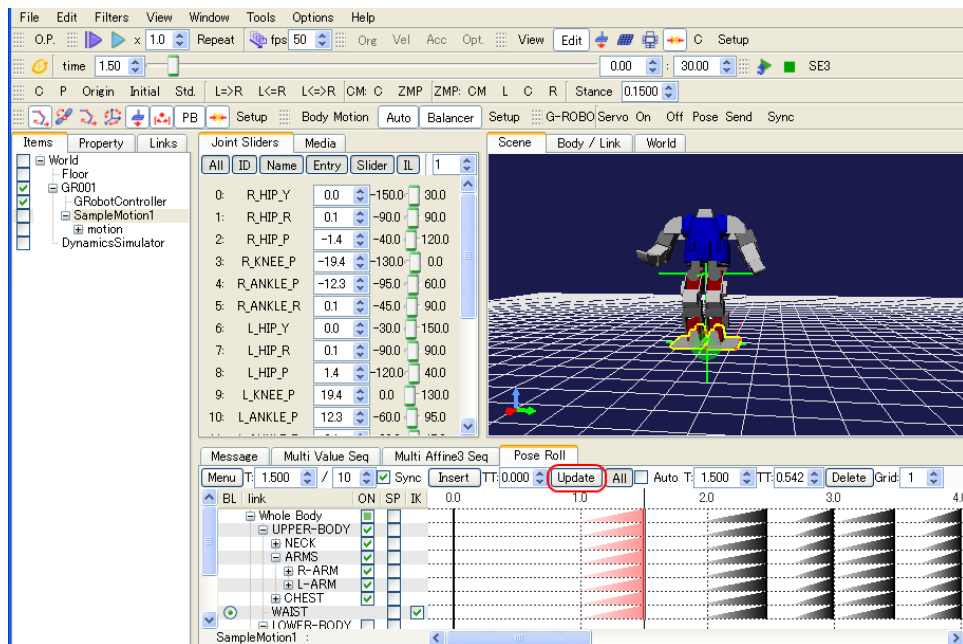 File Edit Filters View Window Tools Options Help
O.P. × 1.0 Repeat fps 50 Org Vel Acc Opt. View Edit C Setup
time 1.50 0.00 : 30.00 SE3
C P Origin Initial Std. L=>R L<=R L<=>R CM: C ZMP ZMP: CM L C R Stance 0.1500
PB Setup Body Motion Auto Balancer Setup G-ROBO Servo On Off Pose Send Sync
Items Property Links Joint Sliders Media Scene Body / Link World
World
Floor
GR001
GRobotController
SampleMotion1
motion
DynamicsSimulator
All ID Name Entry Slider IL 1
0: R_HIP_Y 0.0 -150.0 30.0
1: R_HIP_R 0.1 -90.0 90.0
2: R_HIP_P -1.4 -40.0 120.0
3: R_KNEE_P -19.4 -130.0 0.0
4: R_ANKLE_P -12.3 -95.0 60.0
5: R_ANKLE_R 0.1 -45.0 90.0
6: L_HIP_Y 0.0 -30.0 150.0
7: L_HIP_R 0.1 -90.0 90.0
8: L_HIP_P 1.4 -120.0 40.0
9: L_KNEE_P 19.4 0.0 130.0
10: L_ANKLE_P 12.3 -60.0 95.0
Message Multi Value Seq Multi Affine3 Seq Pose Roll
Menu T: 1.500 / 10 Sync Insert TT: 0.000 Update All Auto T: 1.500 TT: 0.542 Delete Grid: 1
BL link ON SP IK 0.0 1.0 2.0 3.0 4.0
Whole Body
UPPER-BODY
NECK
ARMS
R-ARM
L-ARM
CHEST
WAIST
LOWER-BODY
SampleMotion1 :